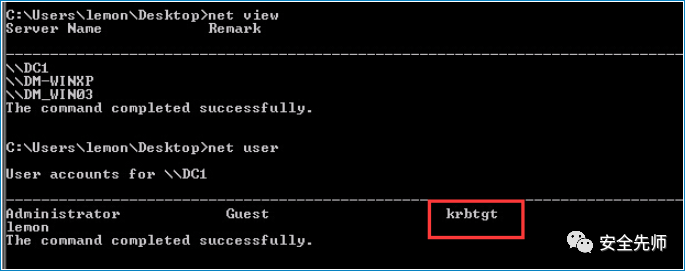 C:\Users\lemon\Desktop>net view
Server Name Remark
-------------------------------------------------------------------------------
\\DC1
\\DM-WINXP
\\DM_WIN03
The command completed successfully.
C:\Users\lemon\Desktop>net user
User accounts for \\DC1
-------------------------------------------------------------------------------
Administrator Guest krbtgt
lemon
The command completed successfully.
安全先师